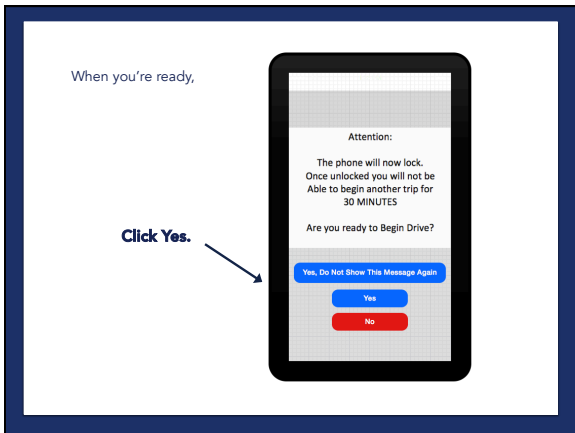 When you're ready,
Attention:
The phone will now lock.
Once unlocked you will not be
Able to begin another trip for
30 MINUTES
Are you ready to Begin Drive?
Click Yes.
Yes, Do Not Show This Message Again
Yes
No